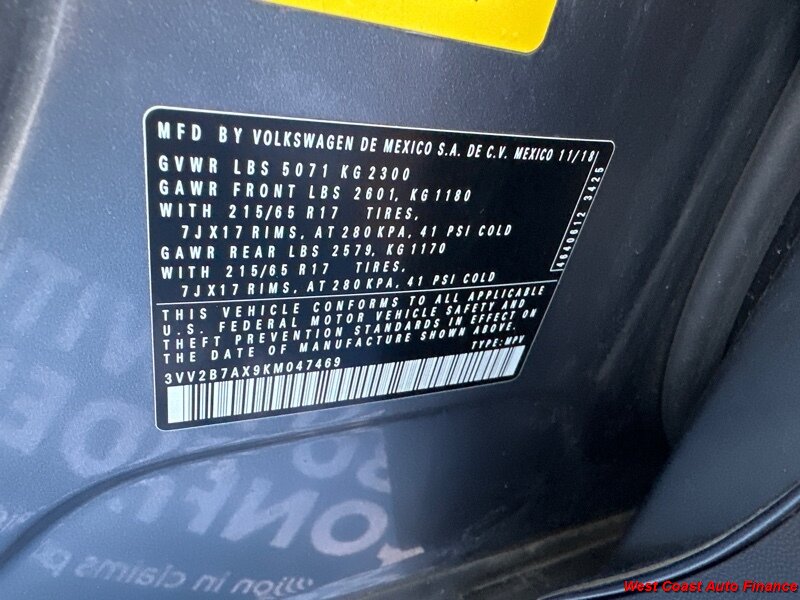 MFD BY VOLKSWAGEN DE MEXICO S.A. DE C.V. MEXICO 11/18
GVWR LBS 5071 KG 2300
GAWR FRONT LBS 2601, KG 1180
WITH 215/65 R17 TIRES,
7JX17 RIMS, AT 280 KPA, 41 PSI COLD
GAWR REAR LBS 2579, KG 1170
WITH 215/65 R17 TIRES,
7JX17 RIMS, AT 280 KPA, 41 PSI COLD
THIS VEHICLE CONFORMS TO ALL APPLICABLE
U.S. FEDERAL MOTOR VEHICLE SAFETY AND
THEFT PREVENTION STANDARDS IN EFFECT ON
THE DATE OF MANUFACTURE SHOWN ABOVE.
TYPE: MPV
3VV2B7AX9KM047469
3425
in claims
West Coast Auto Finance